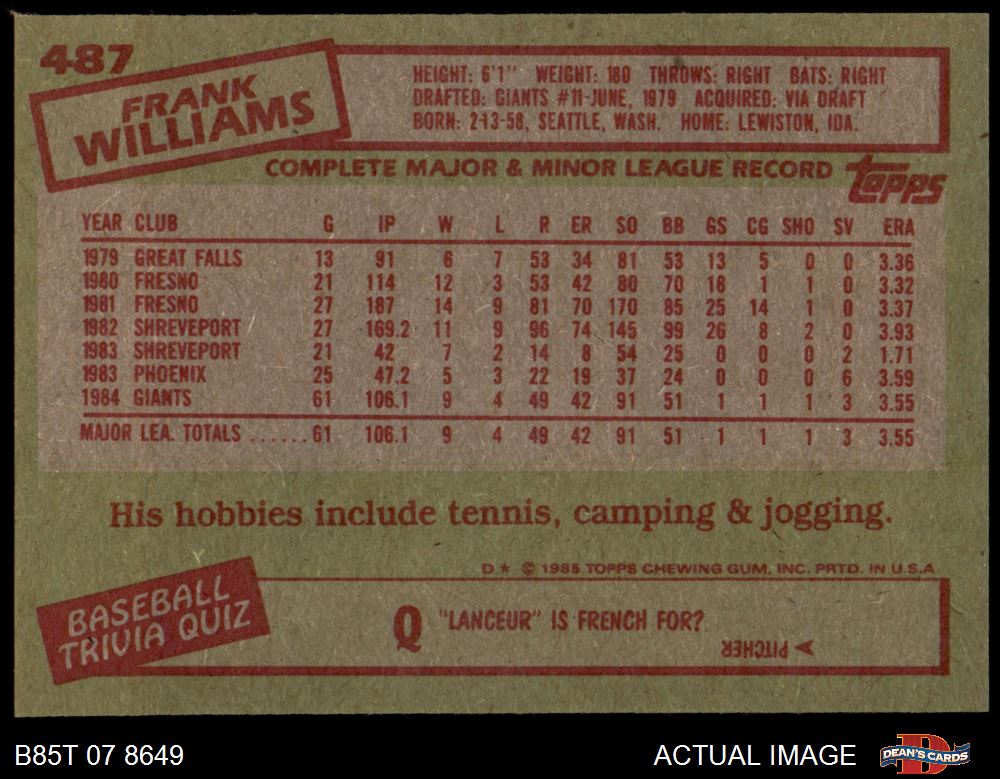 487
FRANK
WILLIAMS
HEIGHT: 6'1" WEIGHT: 180 THROWS: RIGHT BATS: RIGHT
DRAFTED: GIANTS #11-JUNE, 1979 ACQUIRED: VIA DRAFT
BORN: 2-13-58, SEATTLE, WASH. HOME: LEWISTON, IDA.
COMPLETE MAJOR & MINOR LEAGUE RECORD topps
YEAR CLUB G IP W L R ER SO BB GS CG SHO SV ERA
1979 GREAT FALLS 13 91 6 7 53 34 81 53 13 5 0 0 3.36
1980 FRESNO 21 114 12 3 53 42 80 70 18 1 1 0 3.32
1981 FRESNO 27 187 14 9 81 70 170 85 25 14 1 0 3.37
1982 SHREVEPORT 27 169.2 11 9 96 74 145 99 26 8 2 0 3.93
1983 SHREVEPORT 21 42 7 2 14 8 54 25 0 0 0 2 1.71
1983 PHOENIX 25 47.2 5 3 22 19 37 24 0 0 0 6 3.59
1984 GIANTS 61 106.1 9 4 49 42 91 51 1 1 1 3 3.55
MAJOR LEA. TOTALS ......61 106.1 9 4 49 42 91 51 1 1 1 3 3.55
His hobbies include tennis, camping & jogging.
D* © 1985 TOPPS CHEWING GUM, INC. PRTD. IN U.S.A.
BASEBALL
TRIVIA QUIZ
Q "LANCEUR" IS FRENCH FOR?
PITCHER
B85T 07 8649 ACTUAL IMAGE DEAN'S CARDS